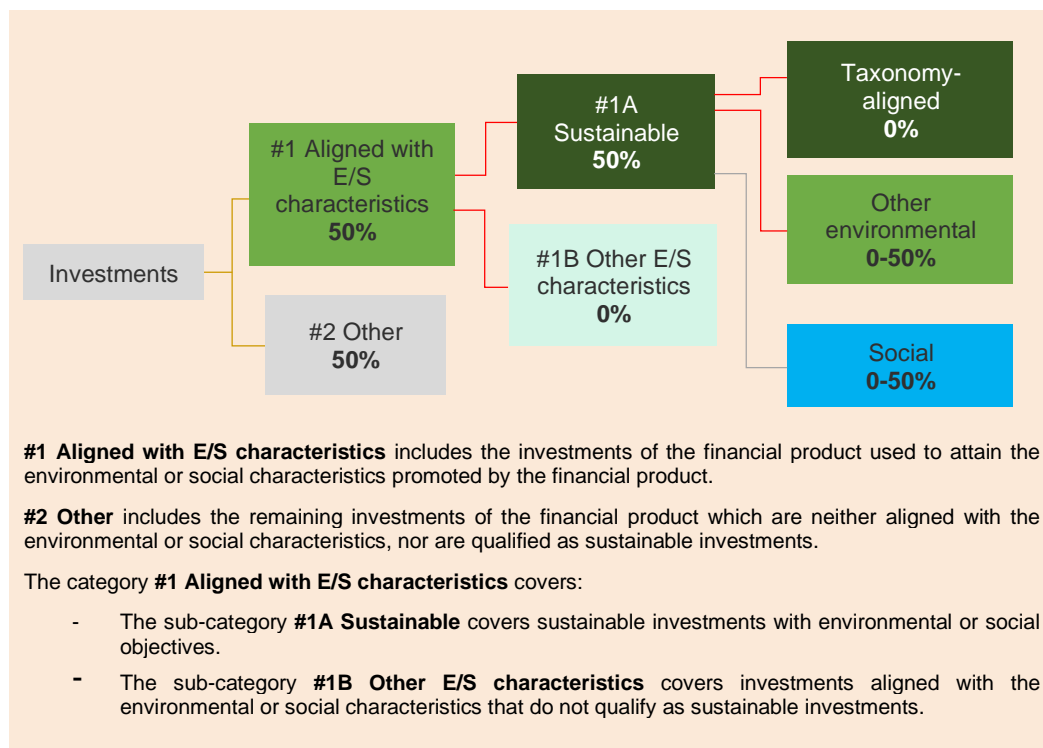 Investments
#1 Aligned with
E/S
characteristics
50%
#2 Other
50%
#1A
Sustainable
50%
#1B Other E/S
characteristics
0%
Taxonomy-
aligned
0%
Other
environmental
0-50%
Social
0-50%
#1 Aligned with E/S characteristics includes the investments of the financial product used to attain the
environmental or social characteristics promoted by the financial product.
#2 Other includes the remaining investments of the financial product which are neither aligned with the
environmental or social characteristics, nor are qualified as sustainable investments.
The category #1 Aligned with E/S characteristics covers:
- The sub-category #1A Sustainable covers sustainable investments with environmental or social
objectives.
- The sub-category #1B Other E/S characteristics covers investments aligned with the
environmental or social characteristics that do not qualify as sustainable investments.